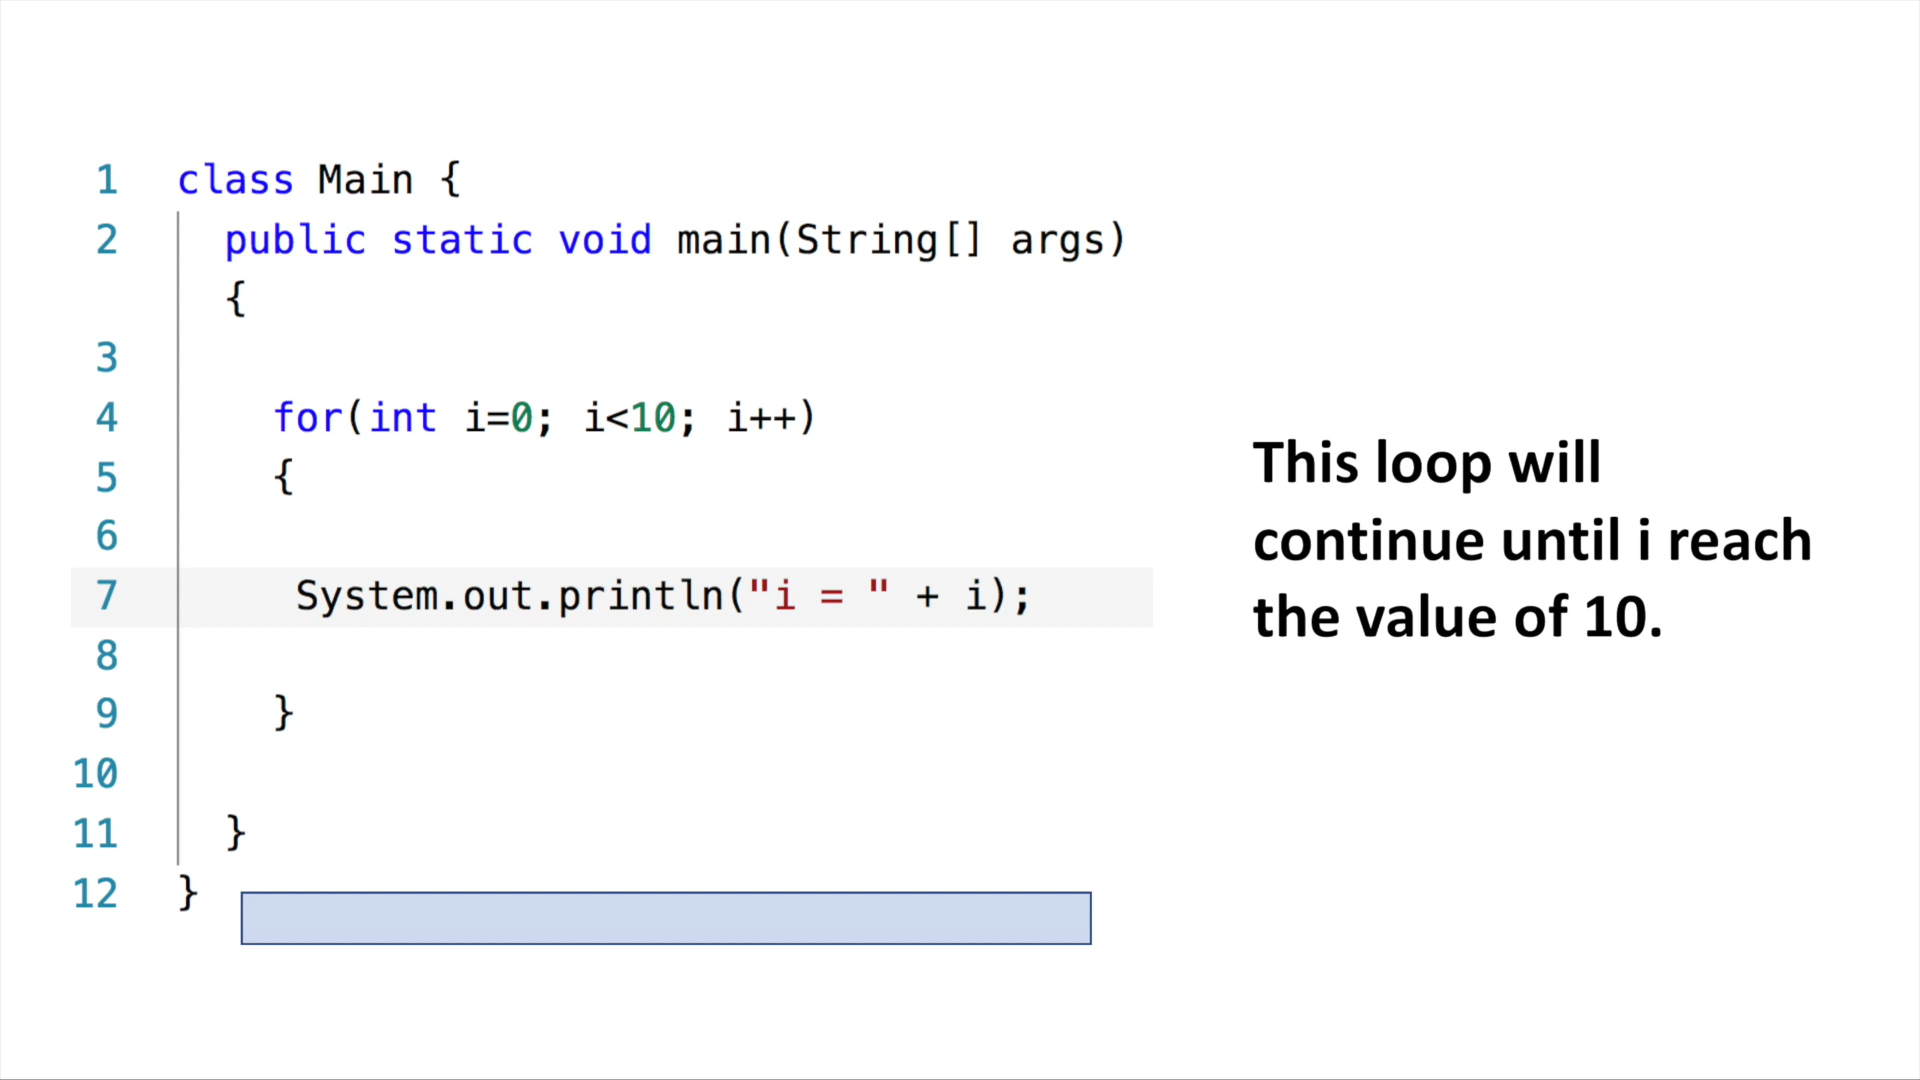 1 class Main {
2 public static void main(String[] args)
{
3
4 for(int i=0; i<10; i++)
5 {
6
7 System.out.println("i = " + i);
8
9 }
10
11 }
12 }
This loop will
continue until i reach
the value of 10.